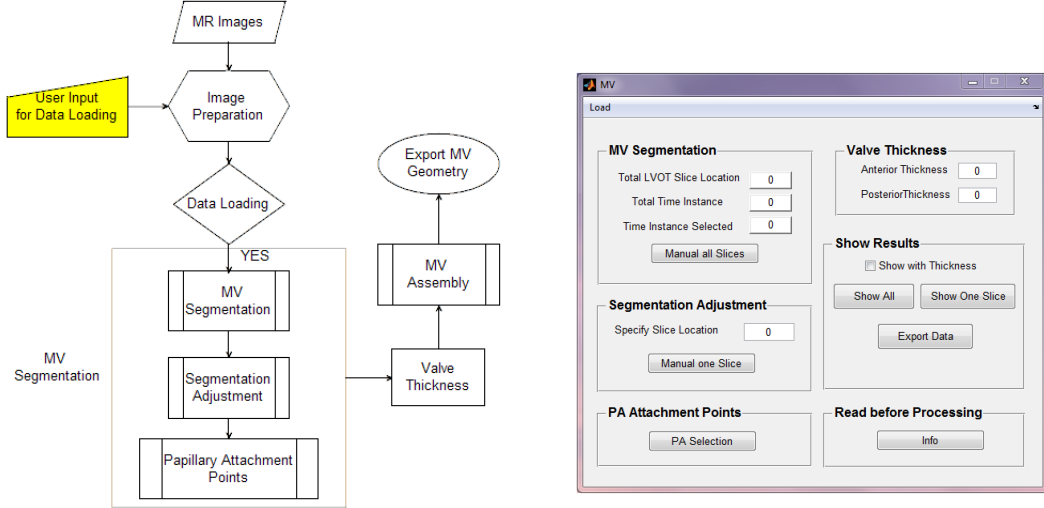 MR Images
User Input
for Data Loading
Image
Preparation
Data Loading
YES
MV
Segmentation
MV
Segmentation
Segmentation
Adjustment
Papillary Attachment
Points
Export MV
Geometry
MV
Assembly
Valve
Thickness
MV
Load
MV Segmentation
Total LVOT Slice Location 0
Total Time Instance 0
Time Instance Selected 0
Manual all Slices
Segmentation Adjustment
Specify Slice Location 0
Manual one Slice
PA Attachment Points
PA Selection
Valve Thickness
Anterior Thickness 0
PosteriorThickness 0
Show Results
Show with Thickness
Show All Show One Slice
Export Data
Read before Processing
Info